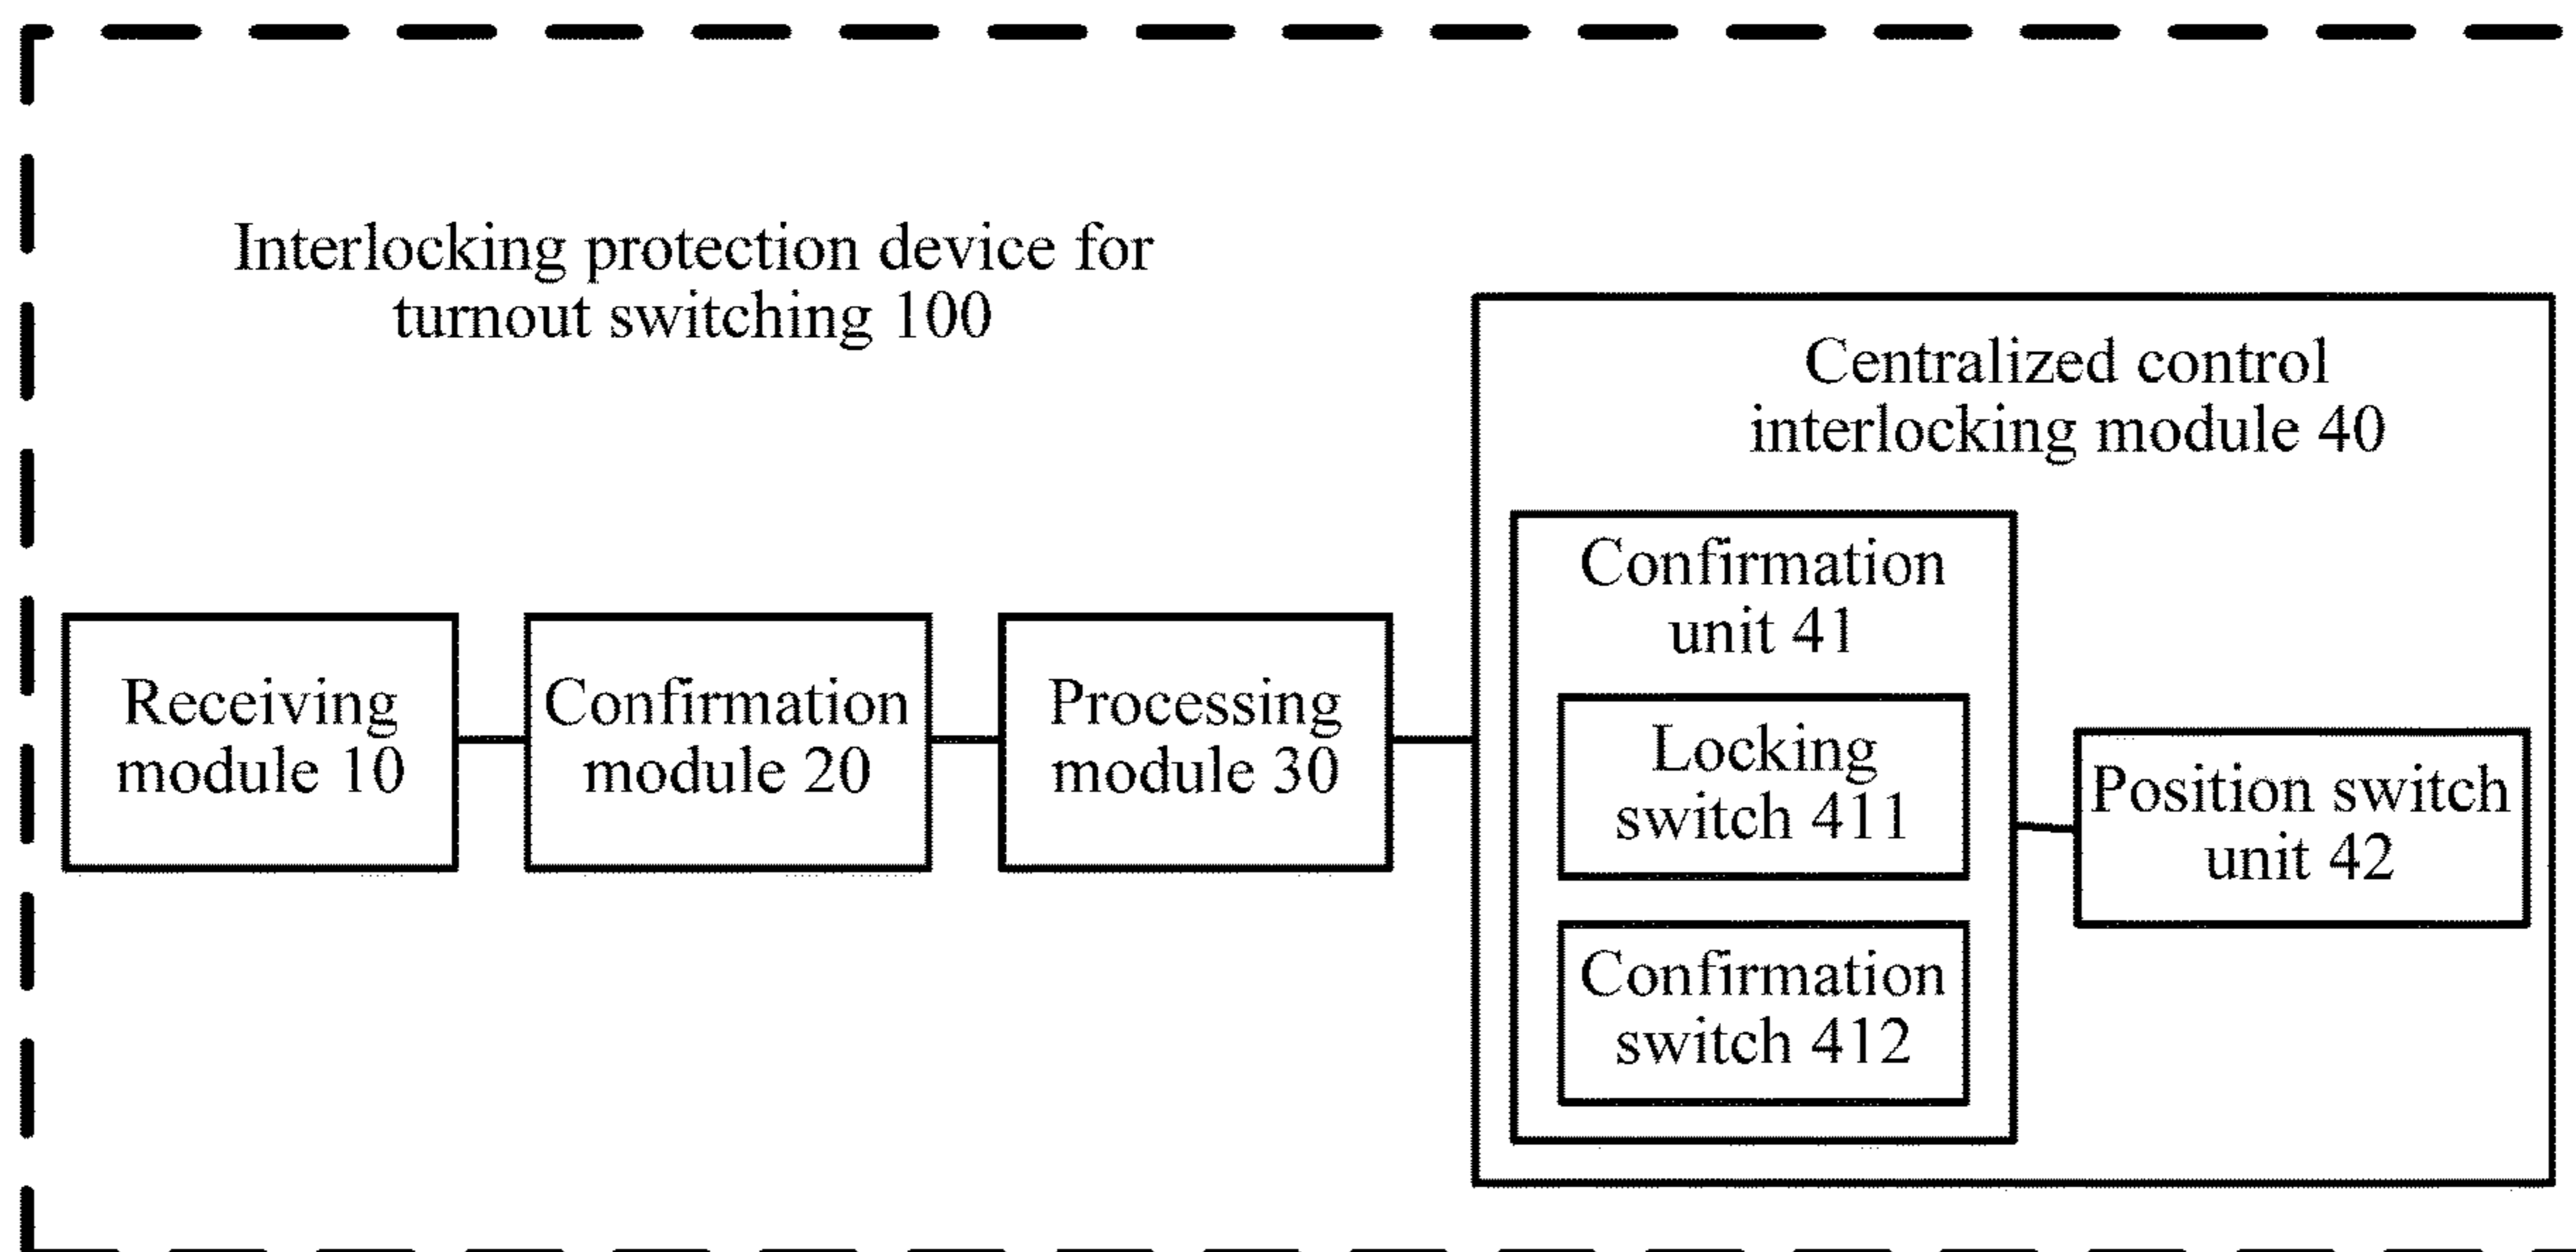 Interlocking protection device for
turnout switching 100
Centralized control
interlocking module 40
Confirmation
unit 41
Receiving
module 10
Confirmation
module 20
Processing
module 30
Locking
switch 411
Position switch
unit 42
Confirmation
switch 412